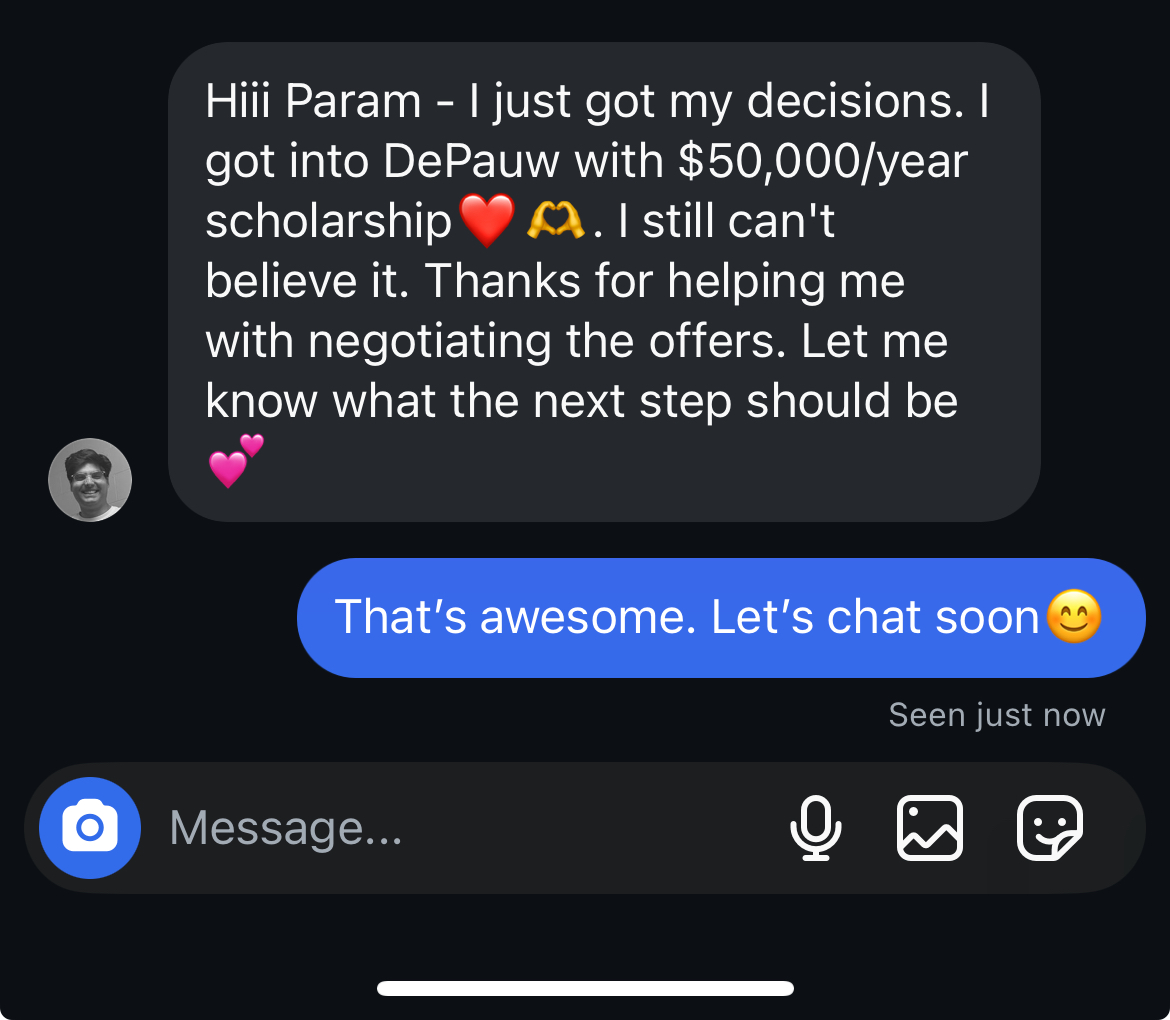 Hiii Param - I just got my decisions. I
got into DePauw with $50,000/year
scholarship❤️🫶. I still can't
believe it. Thanks for helping me
with negotiating the offers. Let me
know what the next step should be
💕
That’s awesome. Let’s chat soon😊
Seen just now
Message...